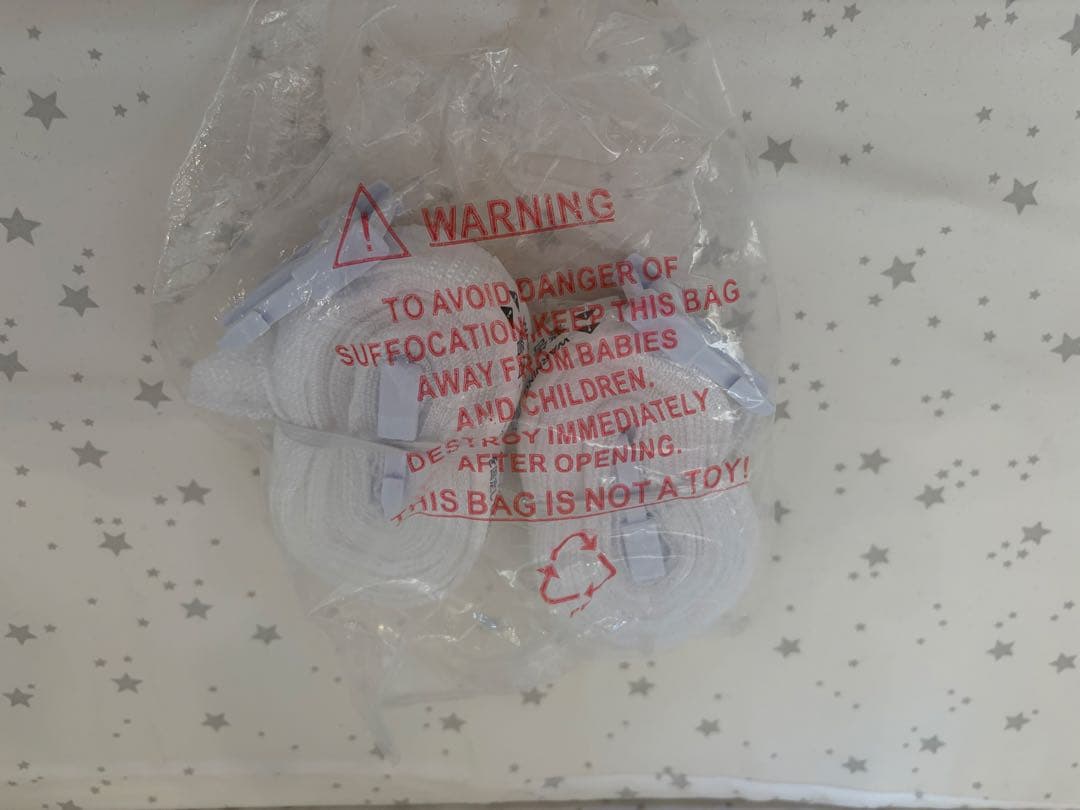 WARNING
TO AVOID DANGER OF
SUFFOCATION KEEP THIS BAG
AWAY FROM BABIES
AND CHILDREN.
DESTROY IMMEDIATELY
AFTER OPENING.
THIS BAG IS NOT A TOY!